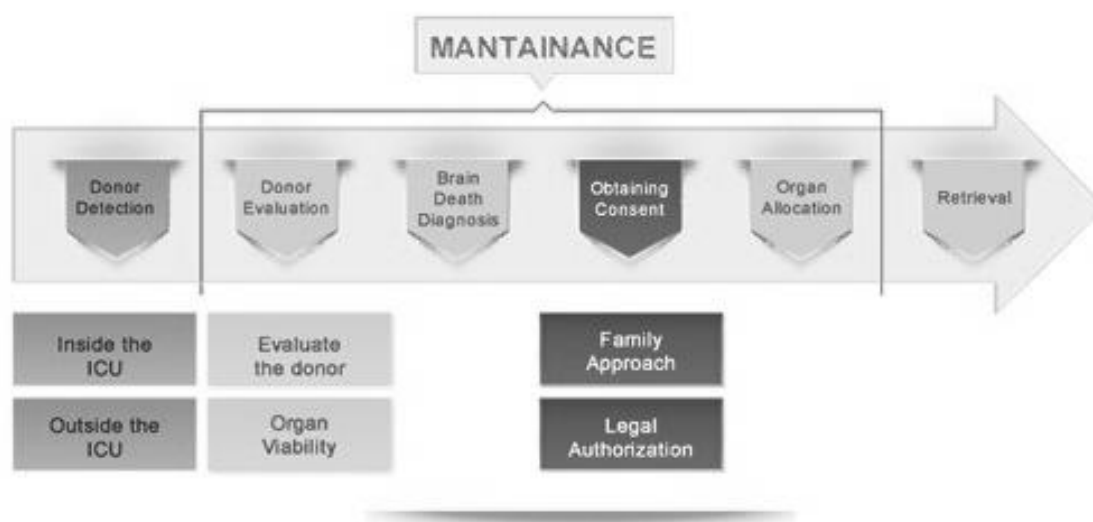 MANTAINANCE
Donor
Detection
Donor
Evaluation
Brain
Death
Diagnosis
Obtaining
Consent
Organ
Allocation
Retrieval
Inside the
ICU
Outside the
ICU
Evaluate
the donor
Organ
Viability
Family
Approach
Legal
Authorization